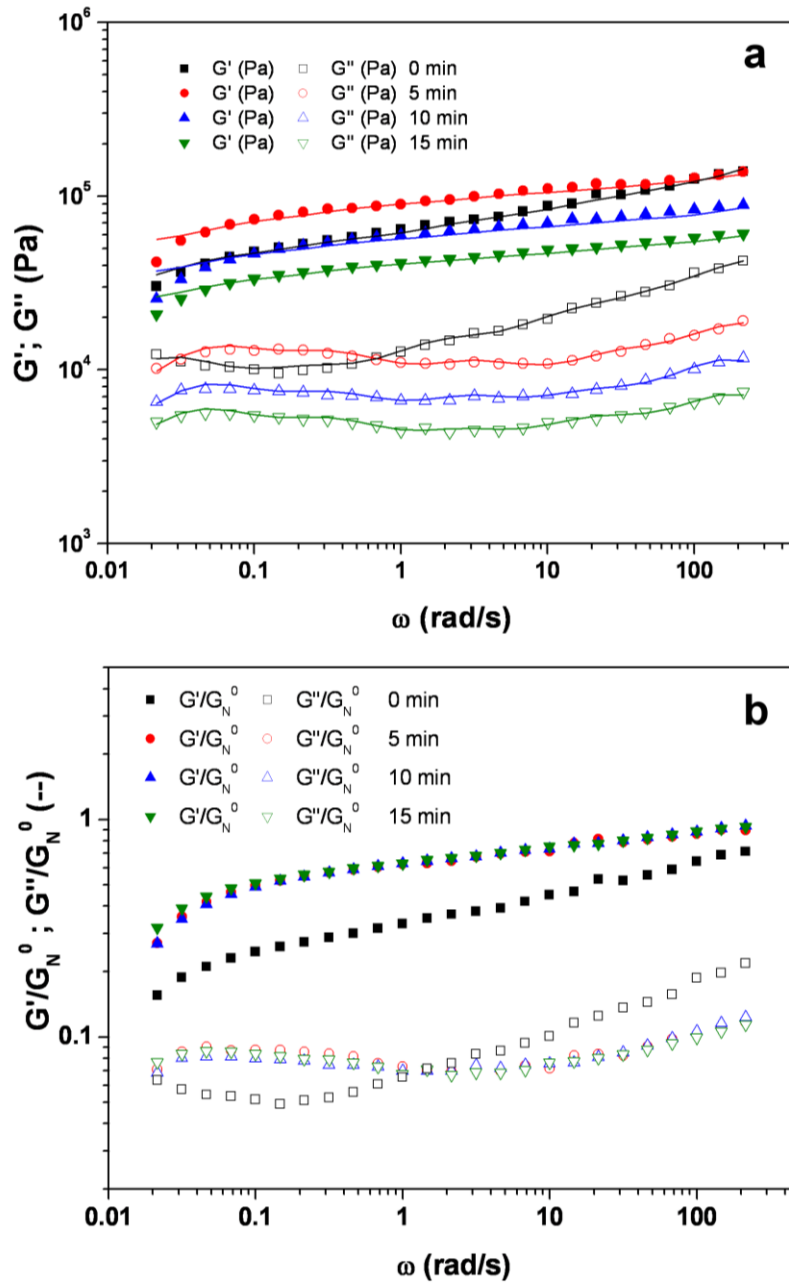 a
G' (Pa) G'' (Pa) 0 min
G' (Pa) G'' (Pa) 5 min
G' (Pa) G'' (Pa) 10 min
G' (Pa) G'' (Pa) 15 min
10^6
10^5
10^4
10^3
G'; G'' (Pa)
0.01 0.1 1 10 100
ω (rad/s)
b
G'/G_N^0 G''/G_N^0 0 min
G'/G_N^0 G''/G_N^0 5 min
G'/G_N^0 G''/G_N^0 10 min
G'/G_N^0 G''/G_N^0 15 min
1
0.1
G'/G_N^0 ; G''/G_N^0 (--)
0.01 0.1 1 10 100
ω (rad/s)